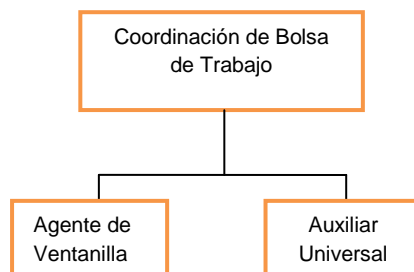 Coordinación de Bolsa
de Trabajo
Agente de
Ventanilla
Auxiliar
Universal